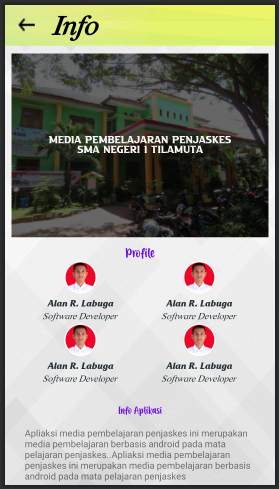 Info
MEDIA PEMBELAJARAN PENJASKES
SMA NEGERI 1 TILAMUTA
Profile
Alan R. Labuga
Alan R. Labuga
Software Developer
Software Developer
Alan R. Labuga
Alan R. Labuga
Software Developer
Software Developer
Info Aplikasi
Apliaksi media pembelajaran penjaskes ini merupakan
media pembelajaran berbasis android pada mata
pelajaran penjaskes..Apliaksi media pembelajaran
penjaskes ini merupakan media pembelajaran berbasis
android pada mata pelajaran penjaskes